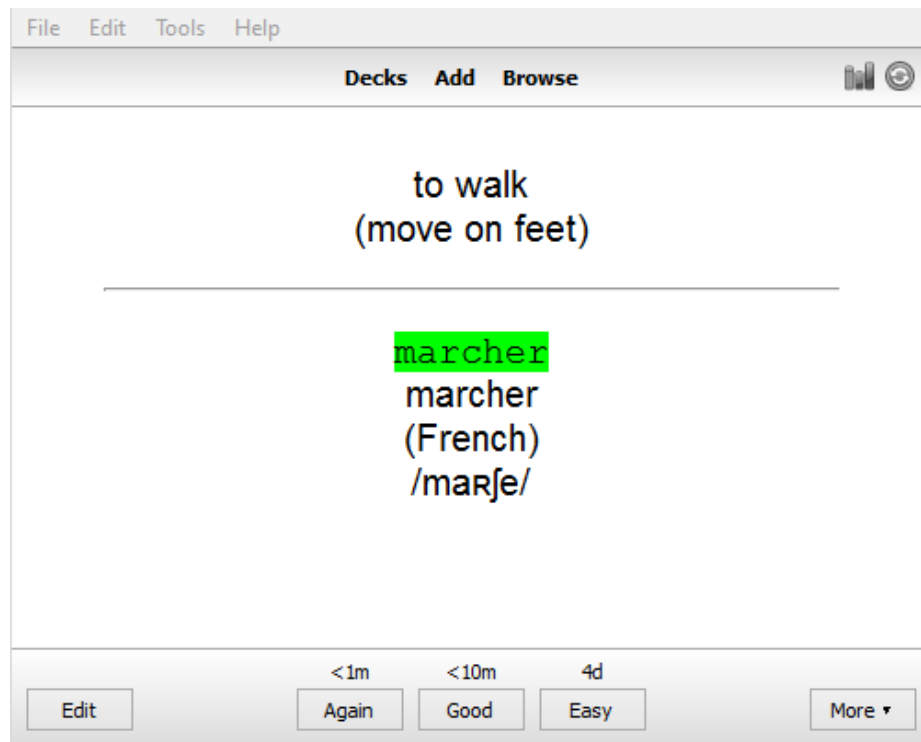 File Edit Tools Help
Decks Add Browse
to walk
(move on feet)
marcher
marcher
(French)
/maʀʃe/
<1m <10m 4d
Edit Again Good Easy More ▾